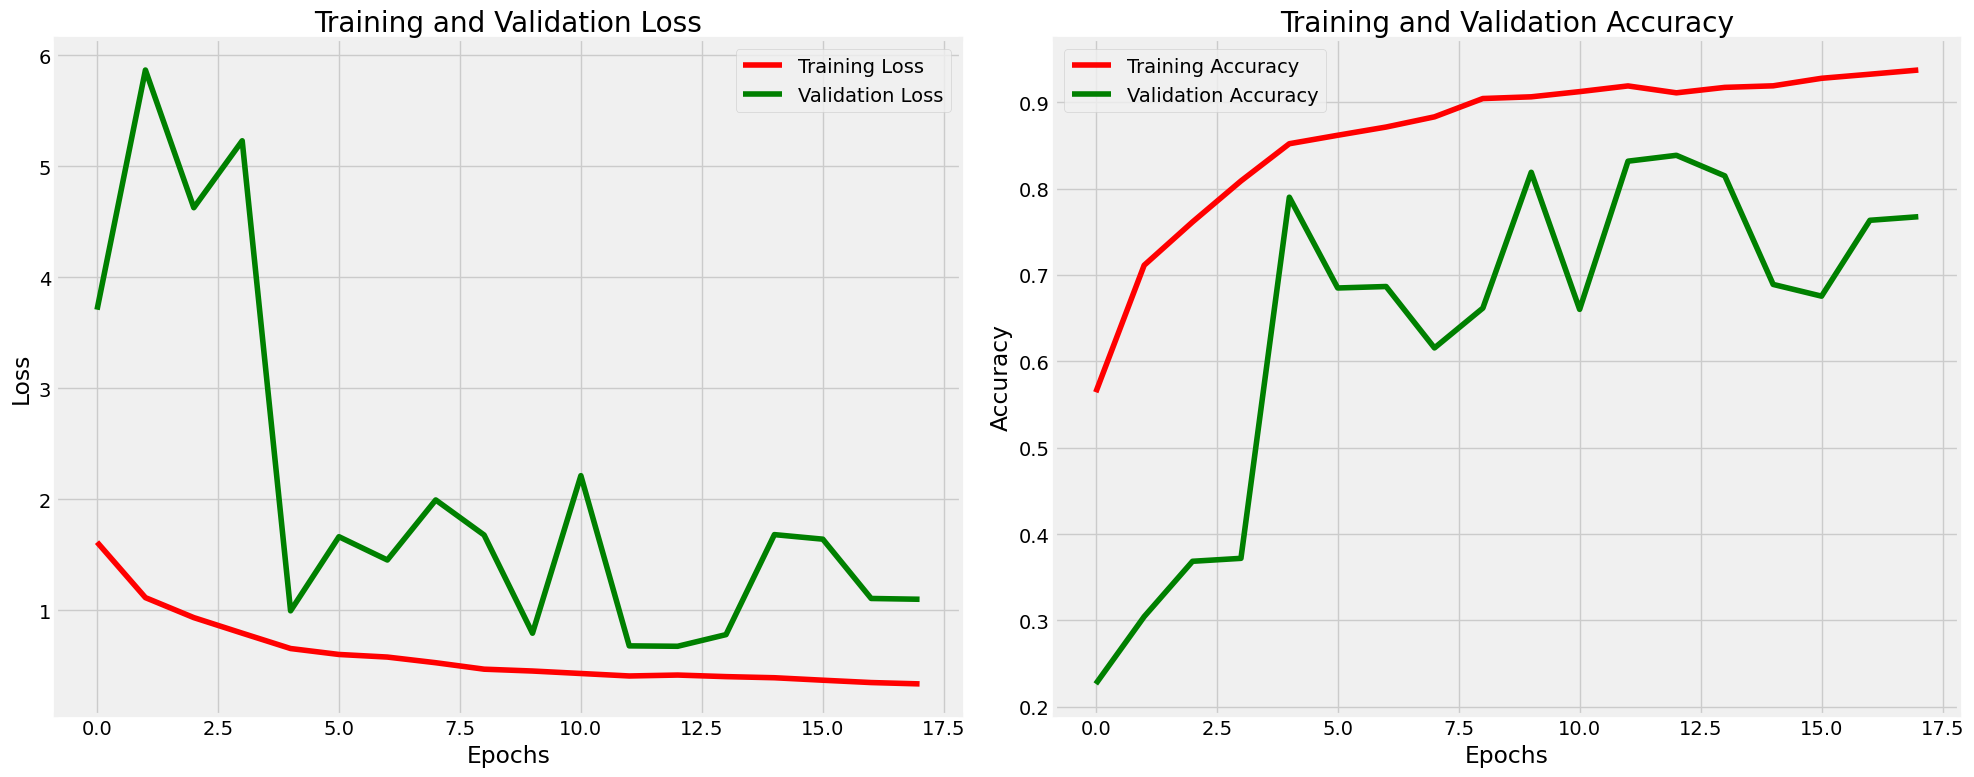 Training and Validation Loss
Training Loss
Validation Loss
6
5
4
3
2
1
Loss
0.0 2.5 5.0 7.5 10.0 12.5 15.0 17.5
Epochs
Training and Validation Accuracy
Training Accuracy
Validation Accuracy
0.9
0.8
0.7
0.6
0.5
0.4
0.3
0.2
Accuracy
0.0 2.5 5.0 7.5 10.0 12.5 15.0 17.5
Epochs